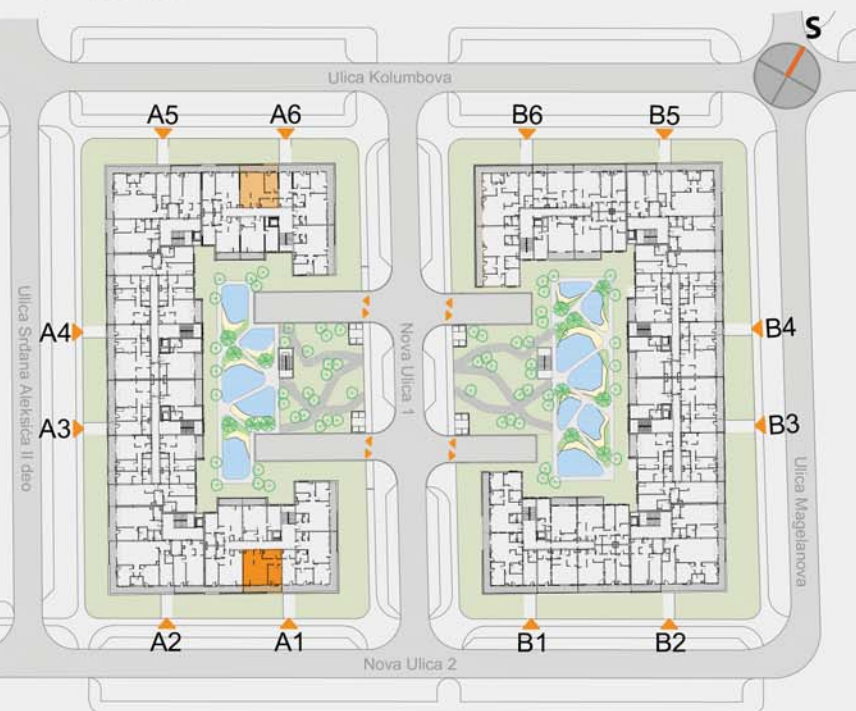 S
Ulica Kolumbova
A5
A6
B6
B5
Ulica Srđana Aleksića II deo
A4
Nova Ulica 1
B4
A3
B3
Ulica Magelanova
A2
A1
B1
B2
Nova Ulica 2